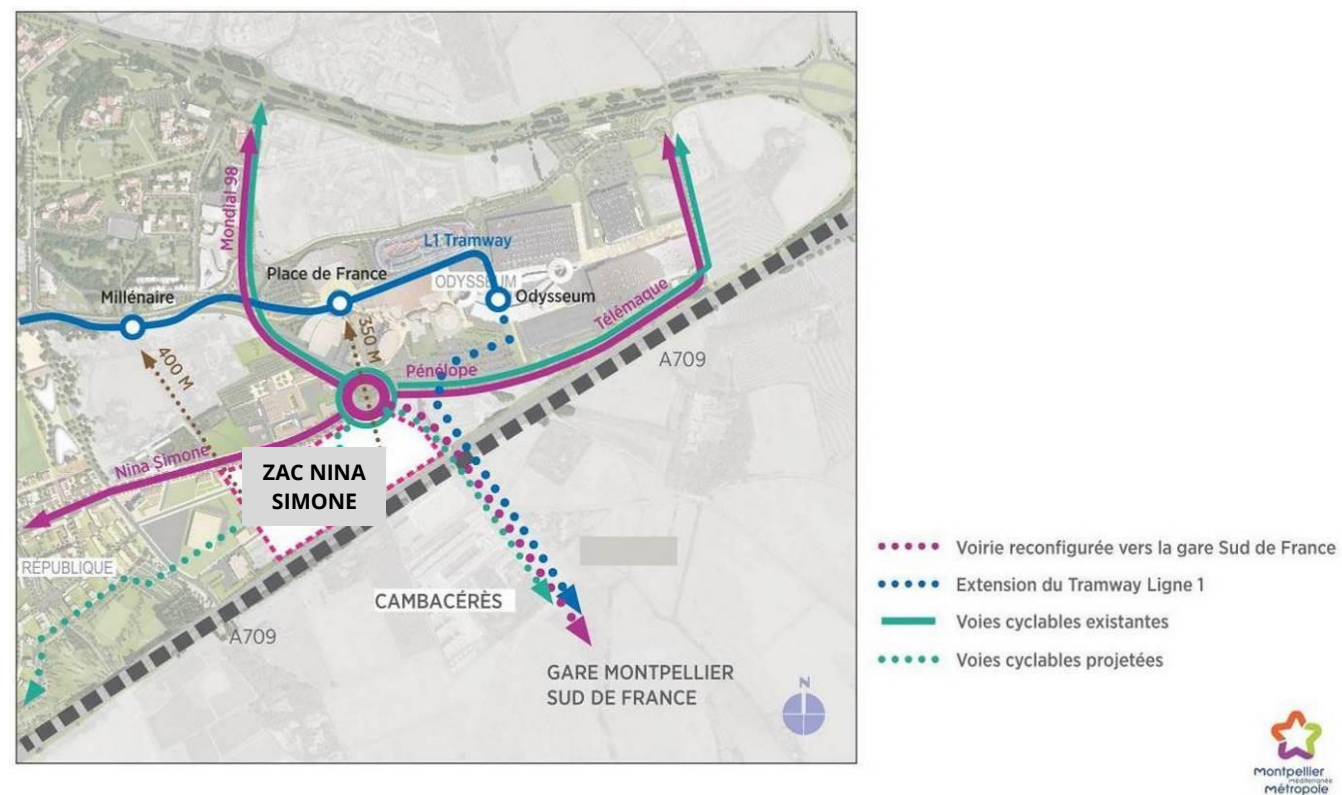 Mondial 98
L1 Tramway
Place de France
ODYSSEUM
Millénaire
Odysseum
Télémaque
350 M
400 M
A709
Pénélope
Nina Simone
ZAC NINA
SIMONE
RÉPUBLIQUE
CAMBACÉRÈS
A709
GARE MONTPELLIER
SUD DE FRANCE
N
Voirie reconfigurée vers la gare Sud de France
Extension du Tramway Ligne 1
Voies cyclables existantes
Voies cyclables projetées
montpellier
méditerranée
métropole